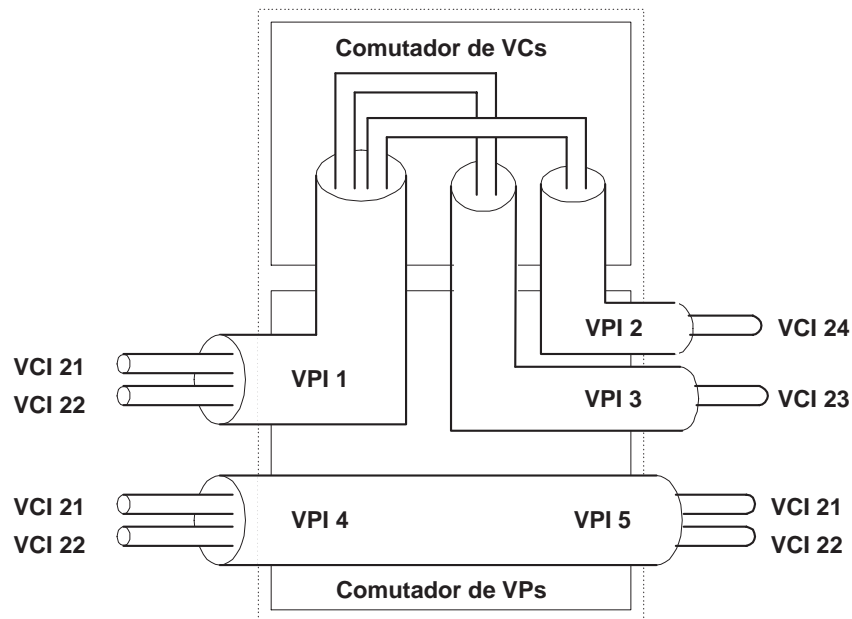 Comutador de VCs
VPI 2
VCI 24
VCI 21
VPI 1
VCI 22
VPI 3
VCI 23
VCI 21
VPI 4
VPI 5
VCI 21
VCI 22
VCI 22
Comutador de VPs